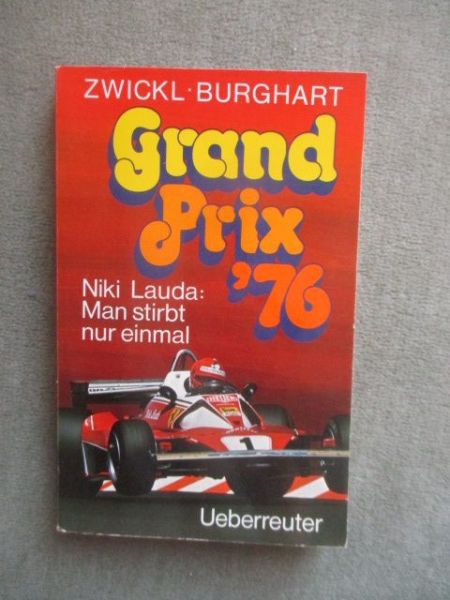 ZWICKL · BURGHART
Grand
Prix
'76
Niki Lauda:
Man stirbt
nur einmal
1
Ueberreuter